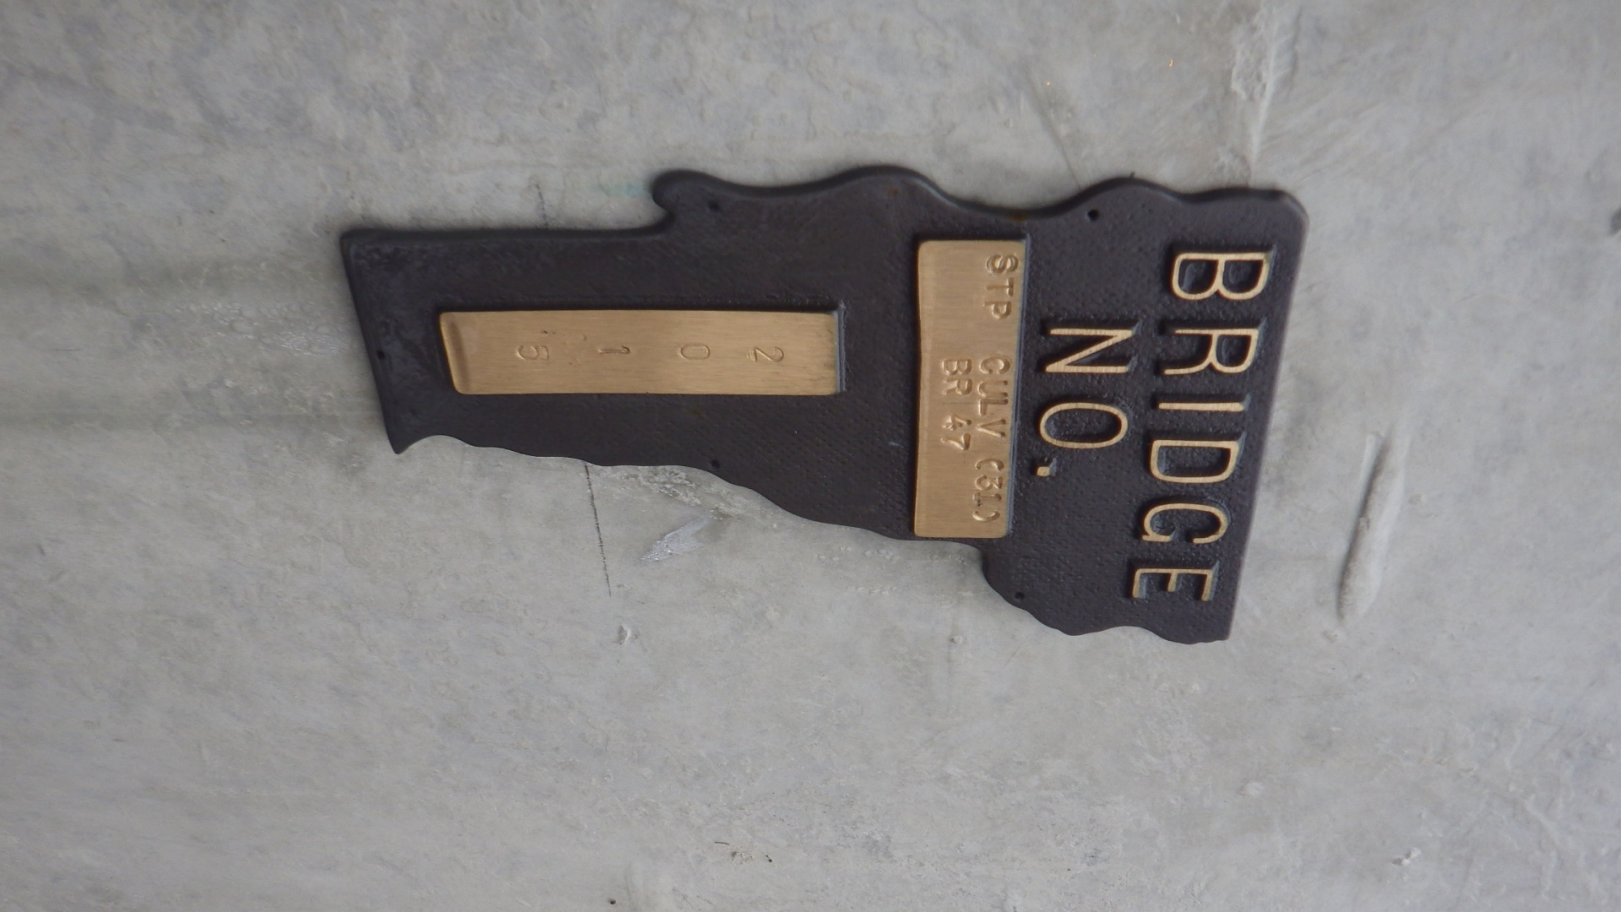 BRIDGE
NO.
STP CULV (31)
BR 47
2
0
1
5